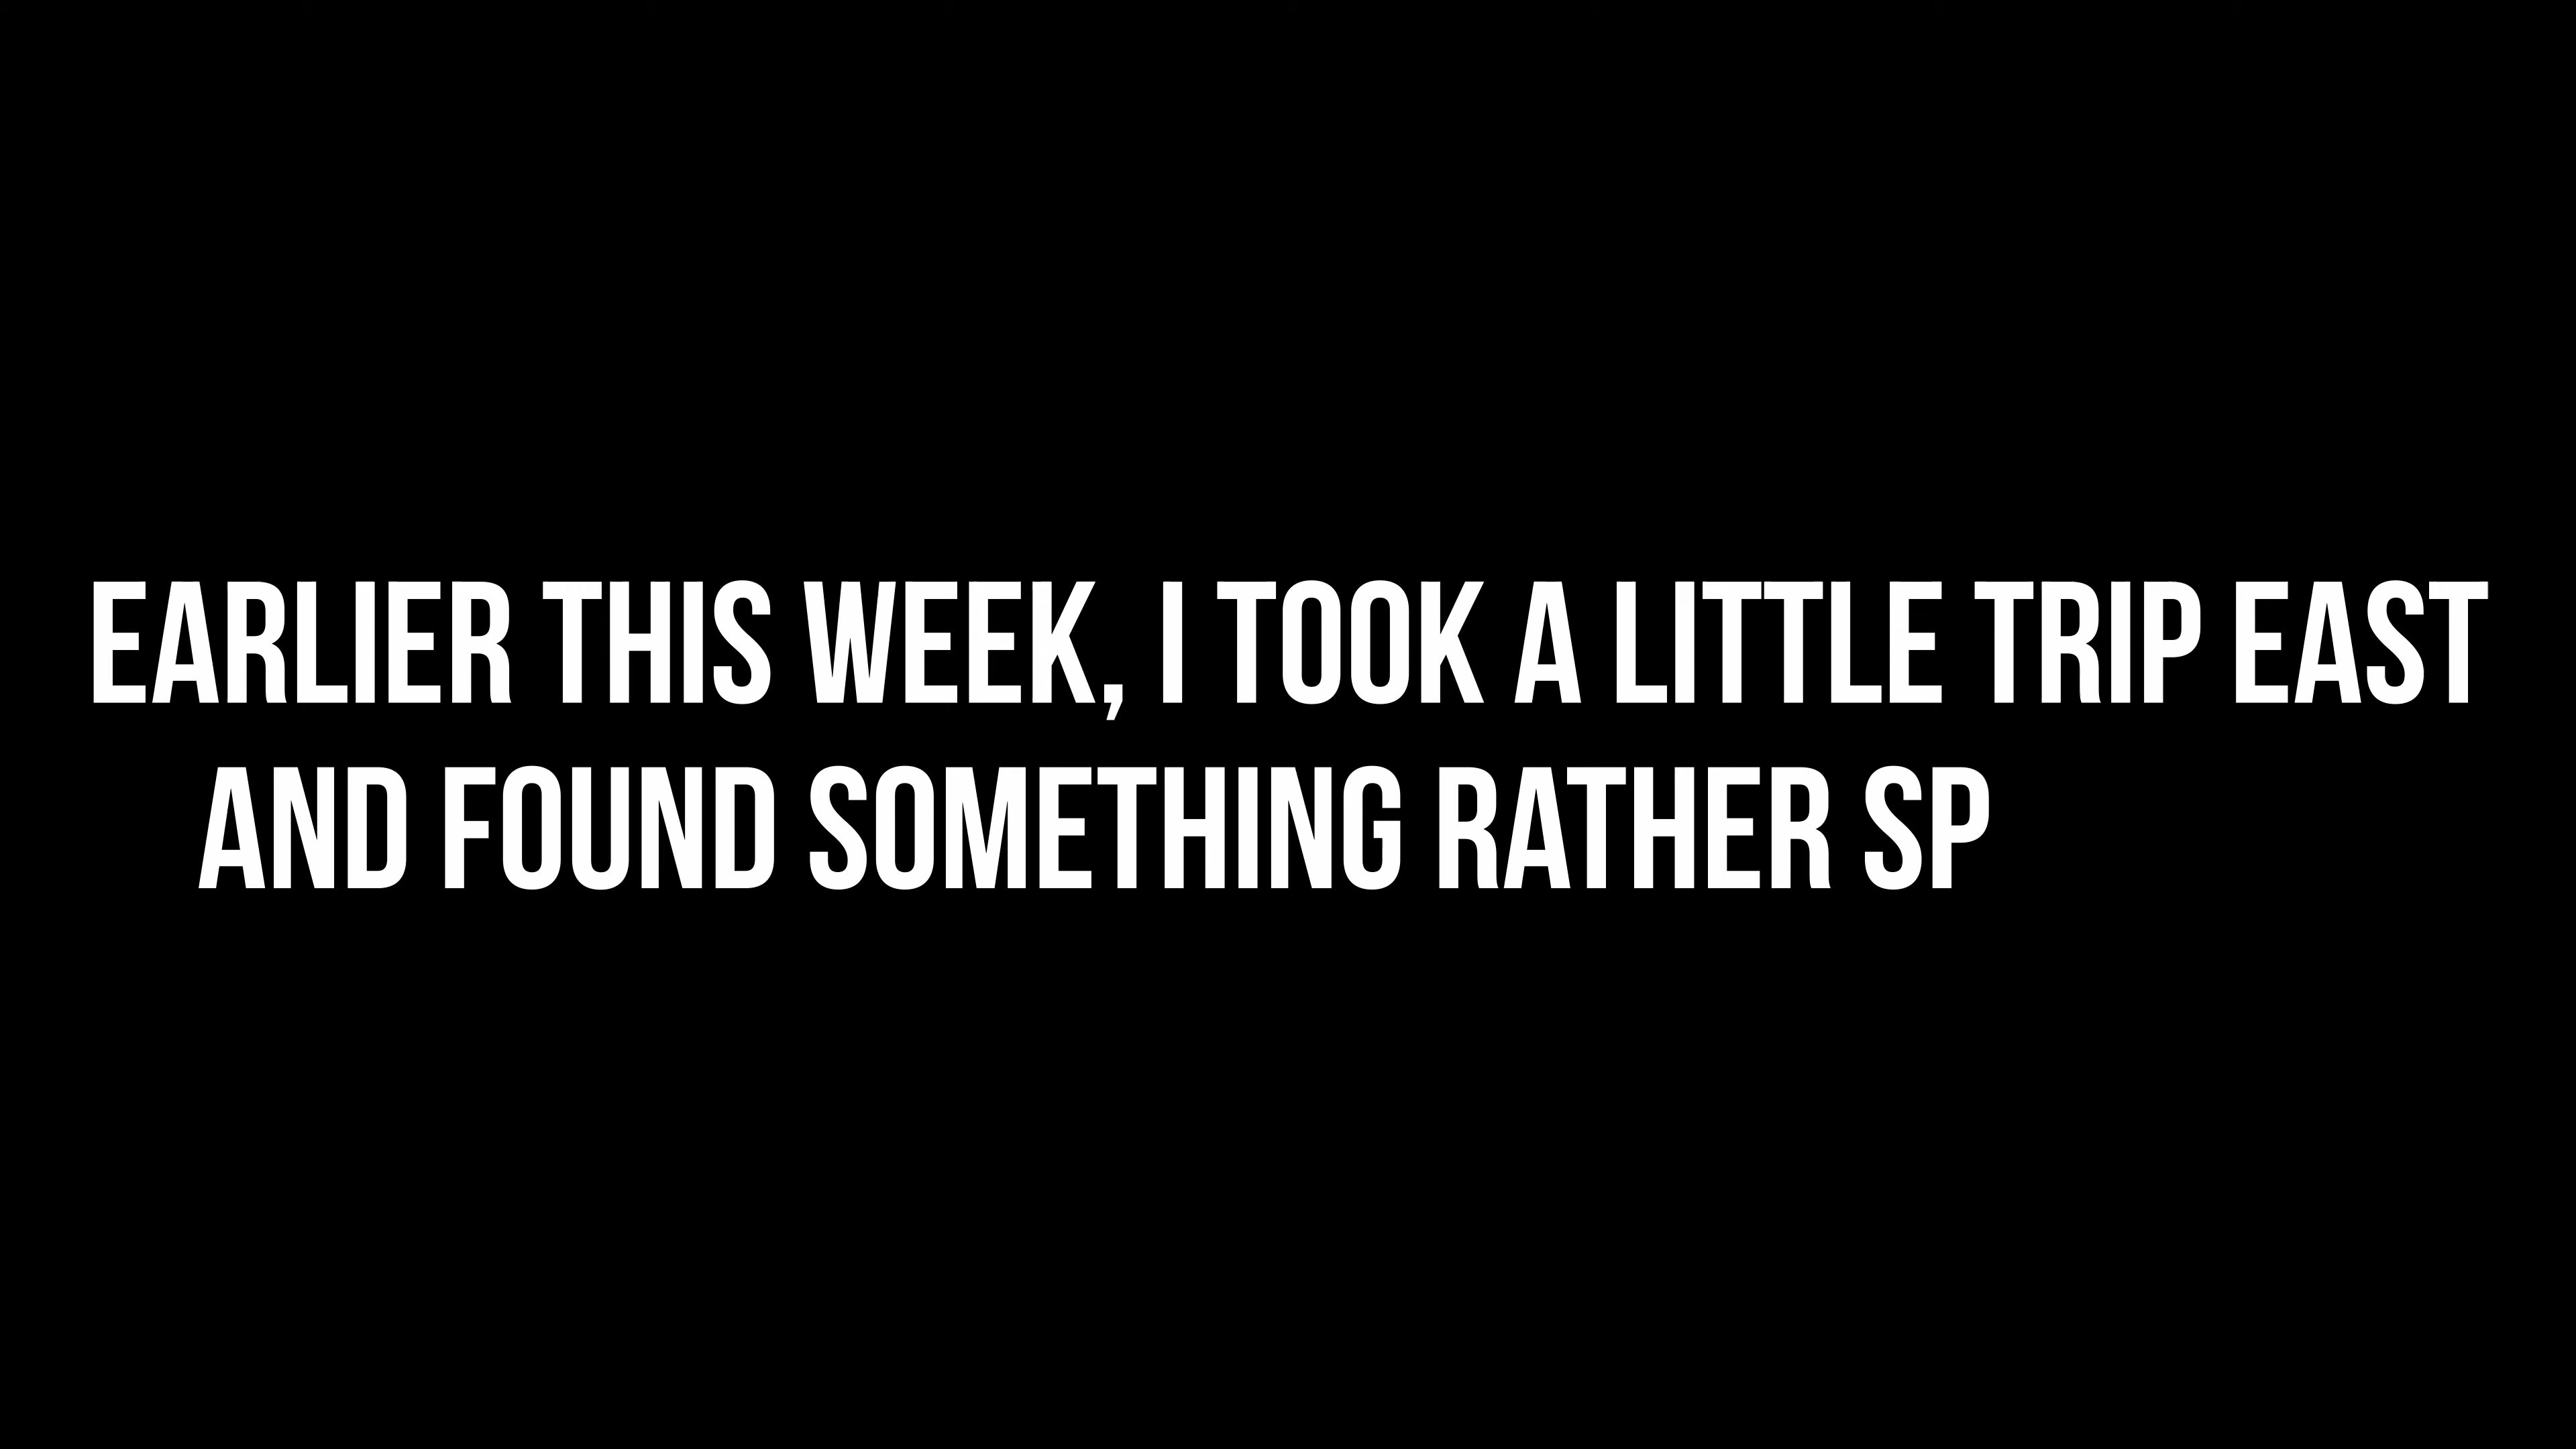 EARLIER THIS WEEK, I TOOK A LITTLE TRIP EAST
AND FOUND SOMETHING RATHER SP